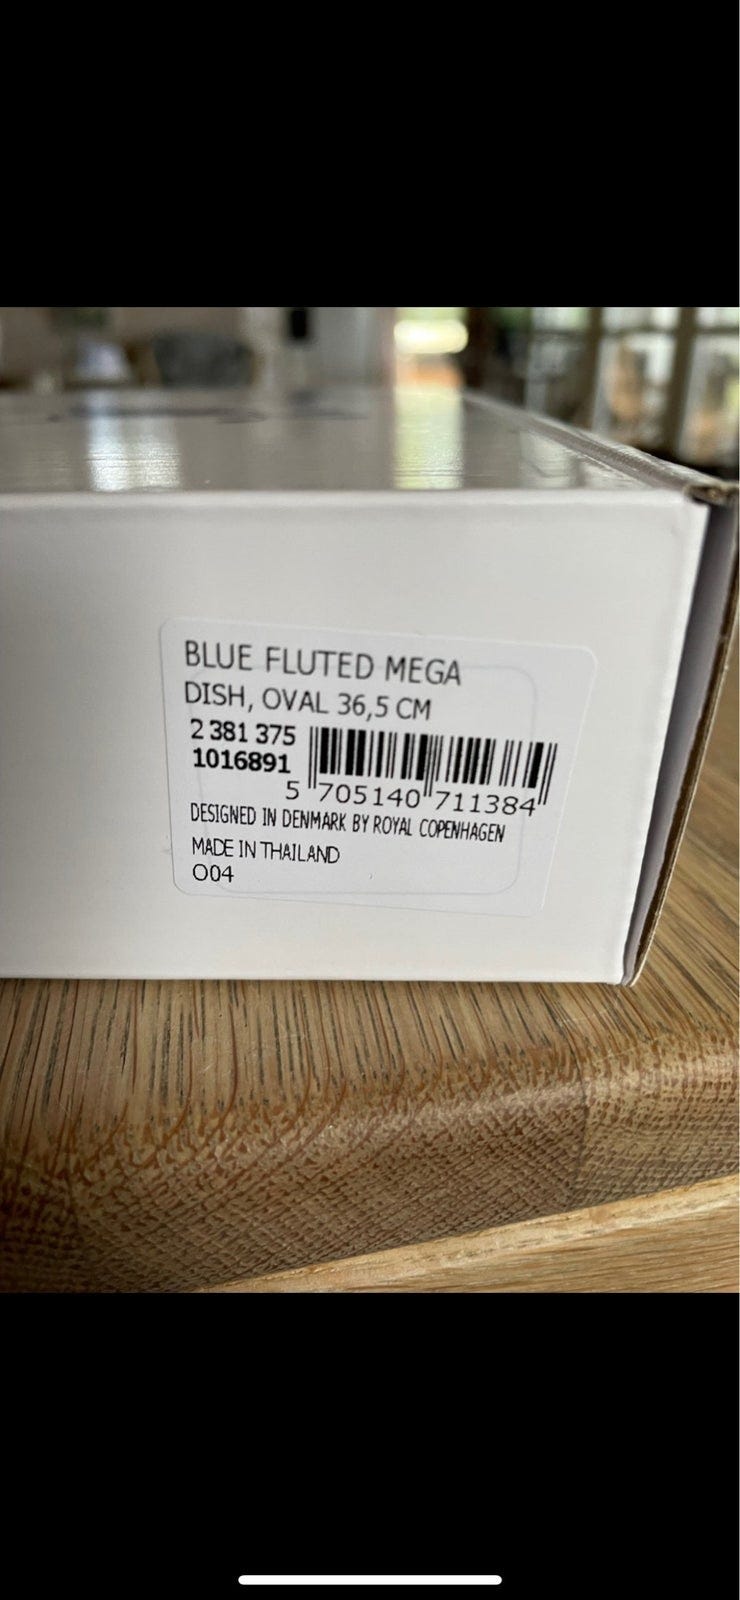 BLUE FLUTED MEGA
DISH, OVAL 36,5 CM
2 381 375
1016891
5 705140 711384
DESIGNED IN DENMARK BY ROYAL COPENHAGEN
MADE IN THAILAND
004